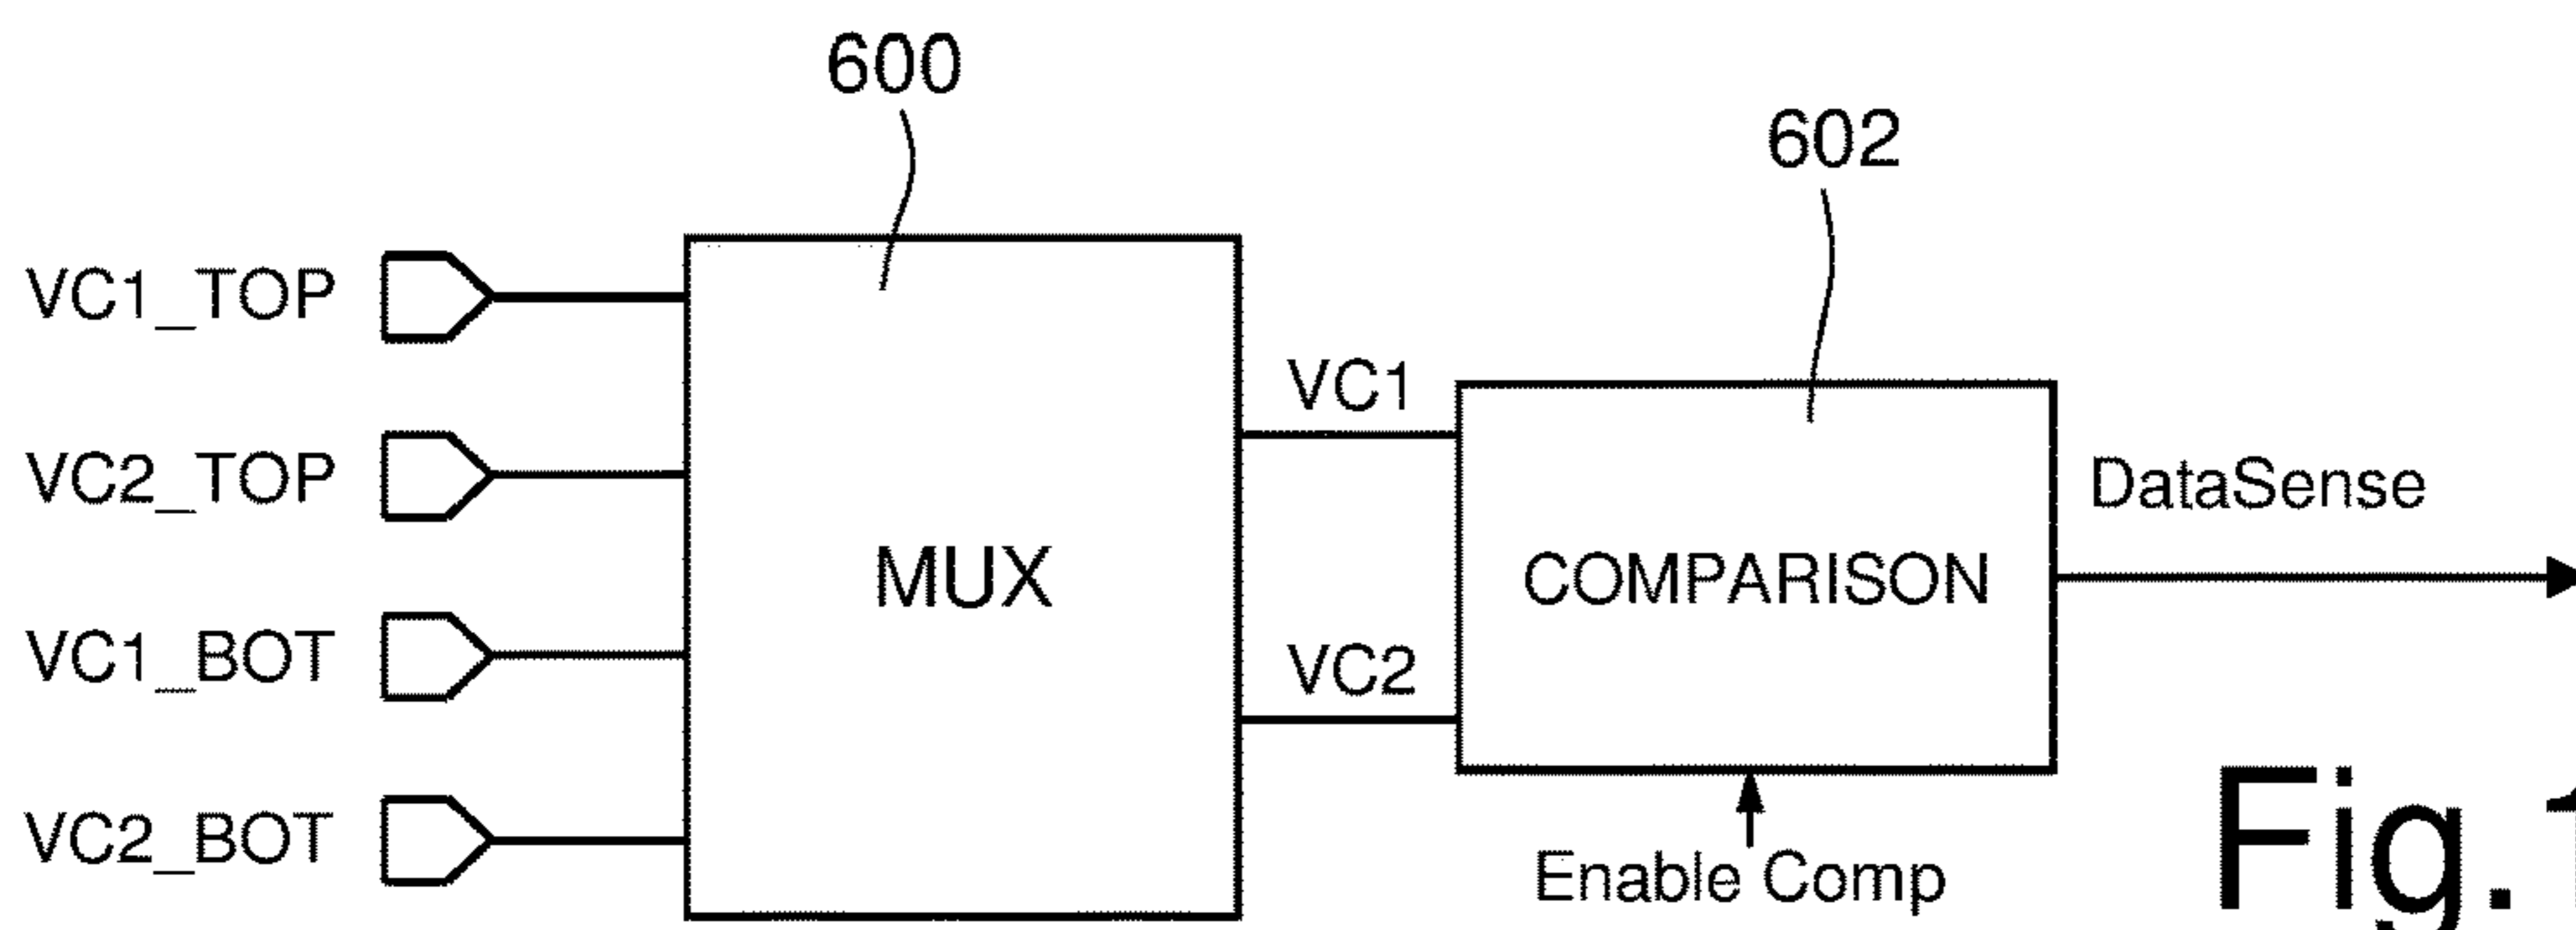 600
602
VC1_TOP
VC2_TOP
VC1_BOT
VC2_BOT
MUX
VC1
VC2
COMPARISON
DataSense
Enable Comp
Fig.